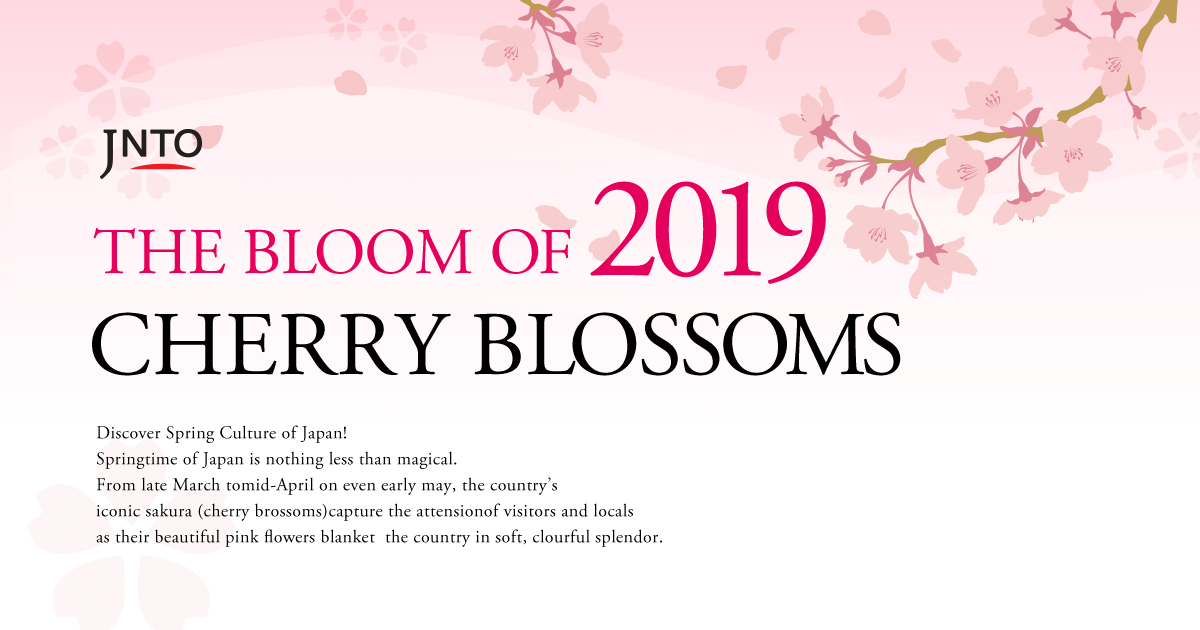 JNTO
THE BLOOM OF 2019
CHERRY BLOSSOMS
Discover Spring Culture of Japan!
Springtime of Japan is nothing less than magical.
From late March tomid-April on even early may, the country’s
iconic sakura (cherry brossoms)capture the attensionof visitors and locals
as their beautiful pink flowers blanket  the country in soft, clourful splendor.